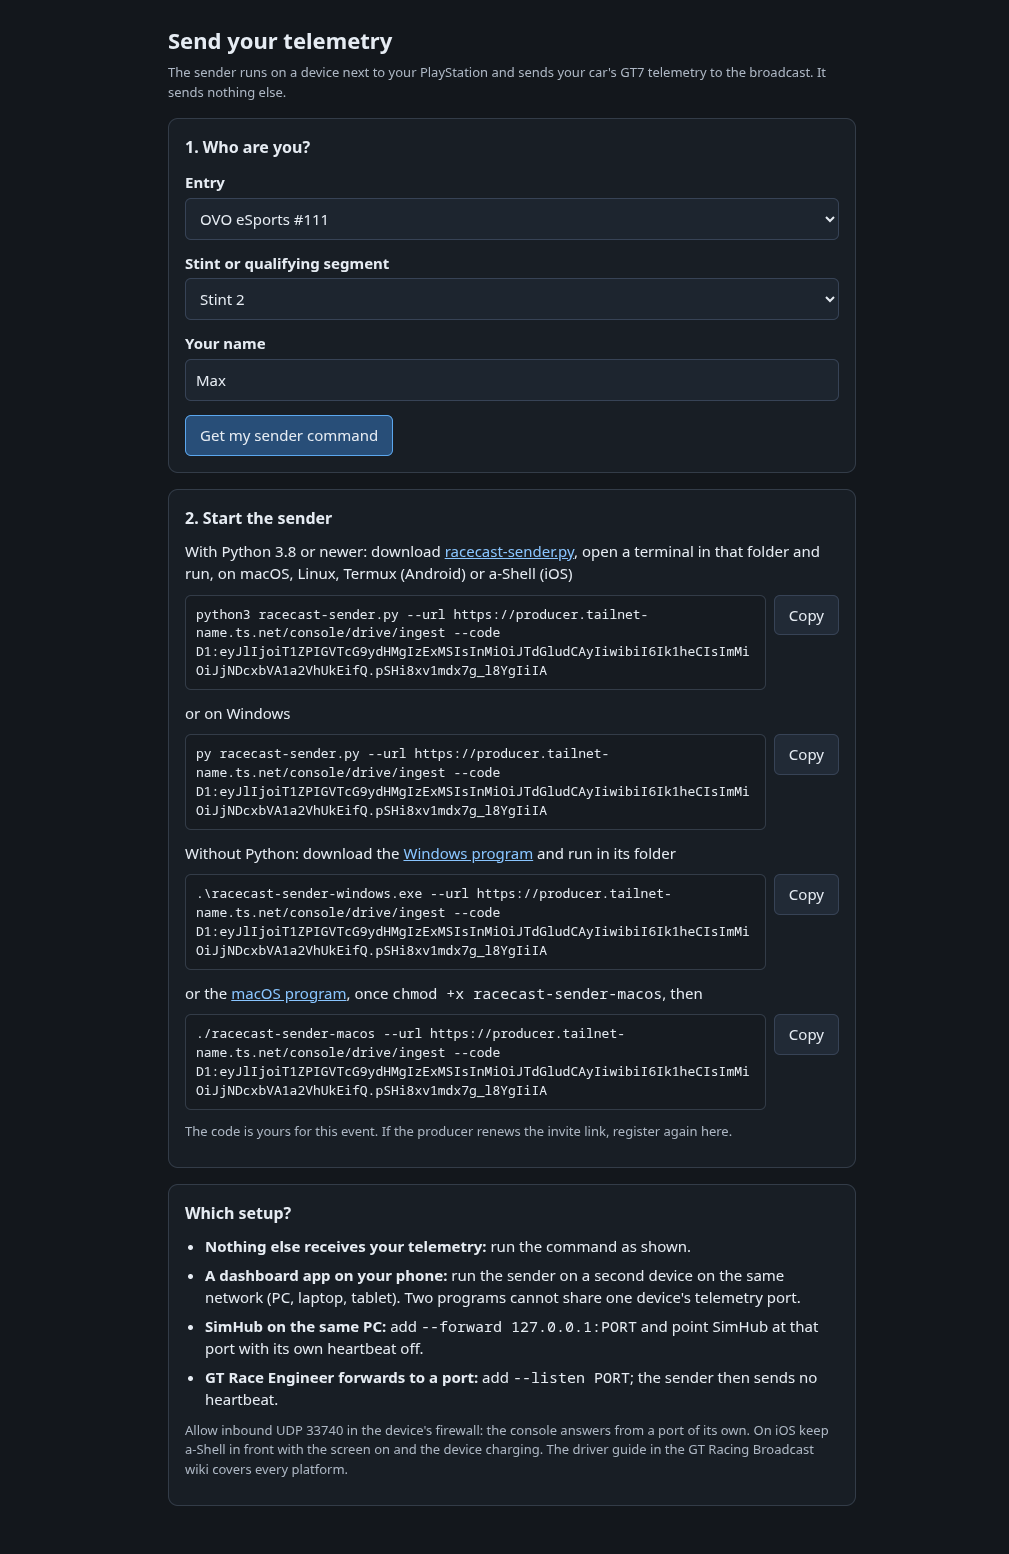 Send your telemetry
The sender runs on a device next to your PlayStation and sends your car's GT7 telemetry to the broadcast. It
sends nothing else.
1. Who are you?
Entry
OVO eSports #111
Stint or qualifying segment
Stint 2
Your name
Max
Get my sender command
2. Start the sender
With Python 3.8 or newer: download racecast-sender.py, open a terminal in that folder and
run, on macOS, Linux, Termux (Android) or a-Shell (iOS)
python3 racecast-sender.py --url https://producer.tailnet-
name.ts.net/console/drive/ingest --code
D1:eyJlIjoiT1ZPIGVTcG9ydHMgIzExMSIsInMiOiJTdGludCAyIiwibiI6Ik1heCIsImMi
OiJjNDcxbVA1a2VhUkEifQ.pSHi8xv1mdx7g_l8YgIiIA
Copy
or on Windows
py racecast-sender.py --url https://producer.tailnet-
name.ts.net/console/drive/ingest --code
D1:eyJlIjoiT1ZPIGVTcG9ydHMgIzExMSIsInMiOiJTdGludCAyIiwibiI6Ik1heCIsImMi
OiJjNDcxbVA1a2VhUkEifQ.pSHi8xv1mdx7g_l8YgIiIA
Copy
Without Python: download the Windows program and run in its folder
.\racecast-sender-windows.exe --url https://producer.tailnet-
name.ts.net/console/drive/ingest --code
D1:eyJlIjoiT1ZPIGVTcG9ydHMgIzExMSIsInMiOiJTdGludCAyIiwibiI6Ik1heCIsImMi
OiJjNDcxbVA1a2VhUkEifQ.pSHi8xv1mdx7g_l8YgIiIA
Copy
or the macOS program, once chmod +x racecast-sender-macos, then
./racecast-sender-macos --url https://producer.tailnet-
name.ts.net/console/drive/ingest --code
D1:eyJlIjoiT1ZPIGVTcG9ydHMgIzExMSIsInMiOiJTdGludCAyIiwibiI6Ik1heCIsImMi
OiJjNDcxbVA1a2VhUkEifQ.pSHi8xv1mdx7g_l8YgIiIA
Copy
The code is yours for this event. If the producer renews the invite link, register again here.
Which setup?
• Nothing else receives your telemetry: run the command as shown.
• A dashboard app on your phone: run the sender on a second device on the same
network (PC, laptop, tablet). Two programs cannot share one device's telemetry port.
• SimHub on the same PC: add --forward 127.0.0.1:PORT and point SimHub at that
port with its own heartbeat off.
• GT Race Engineer forwards to a port: add --listen PORT; the sender then sends no
heartbeat.
Allow inbound UDP 33740 in the device's firewall: the console answers from a port of its own. On iOS keep
a-Shell in front with the screen on and the device charging. The driver guide in the GT Racing Broadcast
wiki covers every platform.